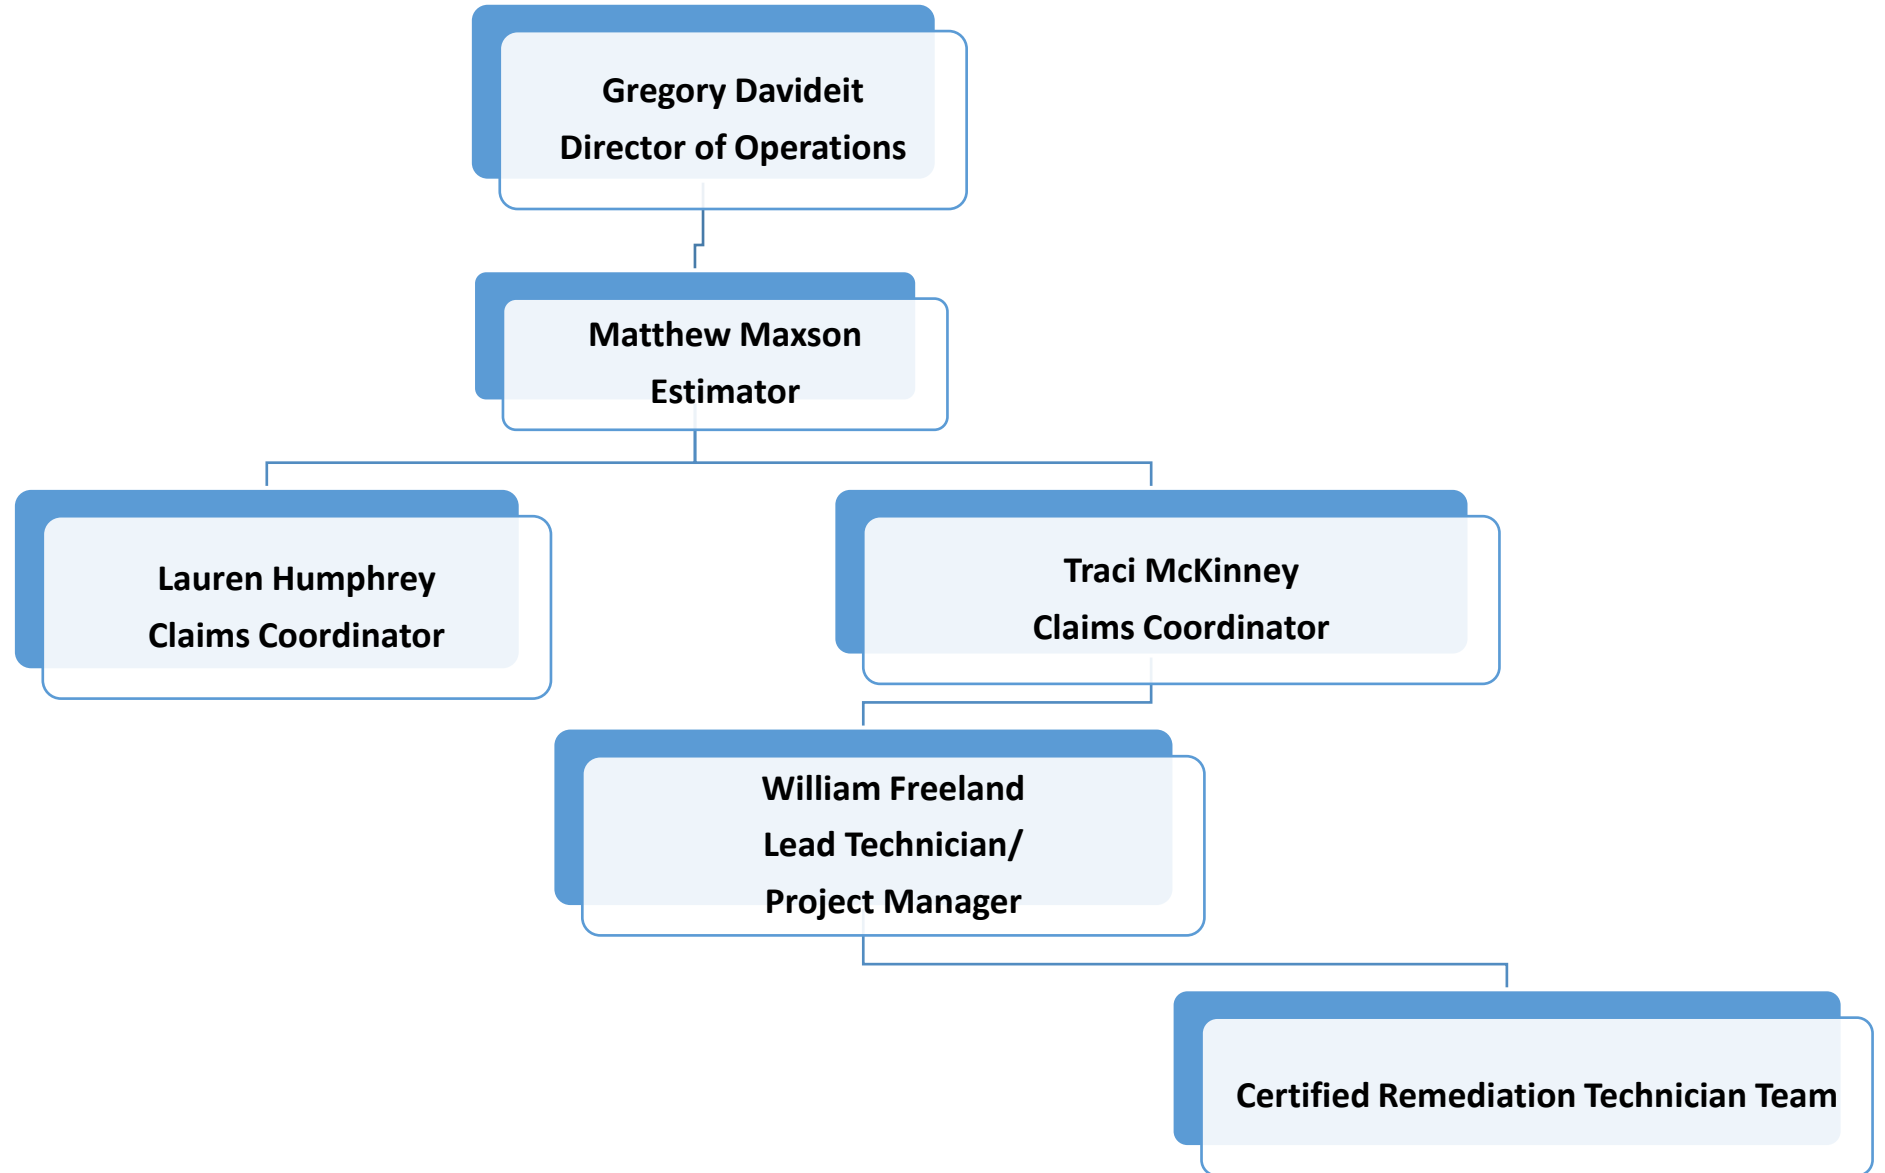 Gregory Davideit
Director of Operations
Matthew Maxson
Estimator
Lauren Humphrey
Claims Coordinator
Traci McKinney
Claims Coordinator
William Freeland
Lead Technician/
Project Manager
Certified Remediation Technician Team